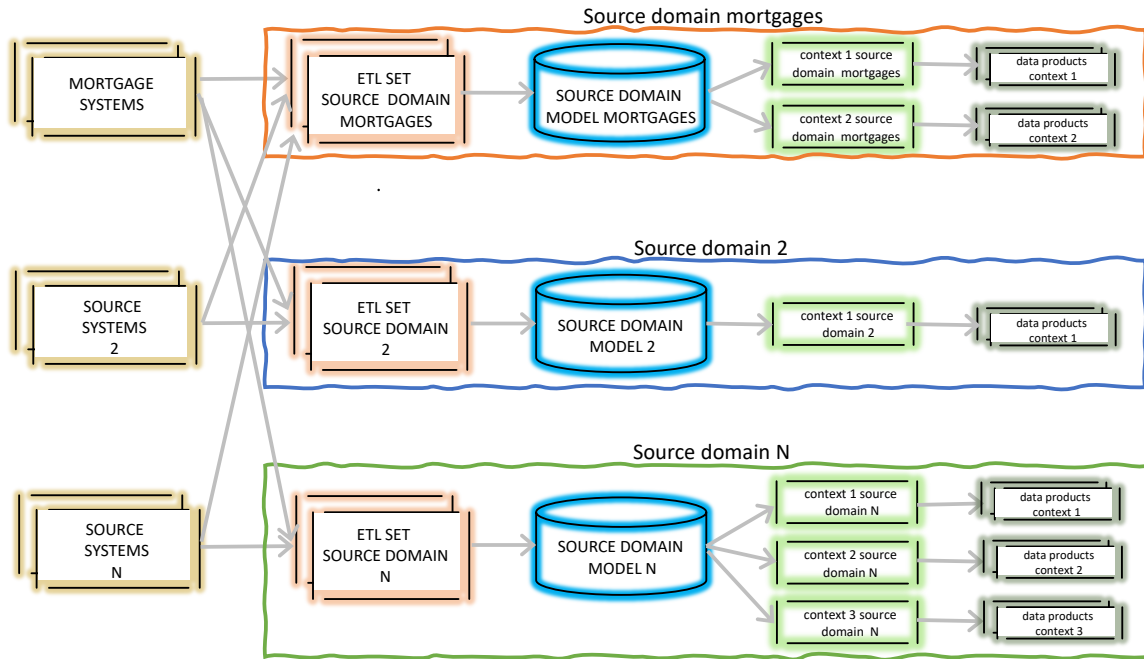 Source domain mortgages
MORTGAGE
SYSTEMS
ETL SET
SOURCE DOMAIN
MORTGAGES
SOURCE DOMAIN
MODEL MORTGAGES
context 1 source
domain mortgages
data products
context 1
context 2 source
domain mortgages
data products
context 2
.
Source domain 2
SOURCE
SYSTEMS
2
ETL SET
SOURCE DOMAIN
2
SOURCE DOMAIN
MODEL 2
context 1 source
domain 2
data products
context 1
Source domain N
SOURCE
SYSTEMS
N
ETL SET
SOURCE DOMAIN
N
SOURCE DOMAIN
MODEL N
context 1 source
domain N
data products
context 1
context 2 source
domain N
data products
context 2
context 3 source
domain N
data products
context 3